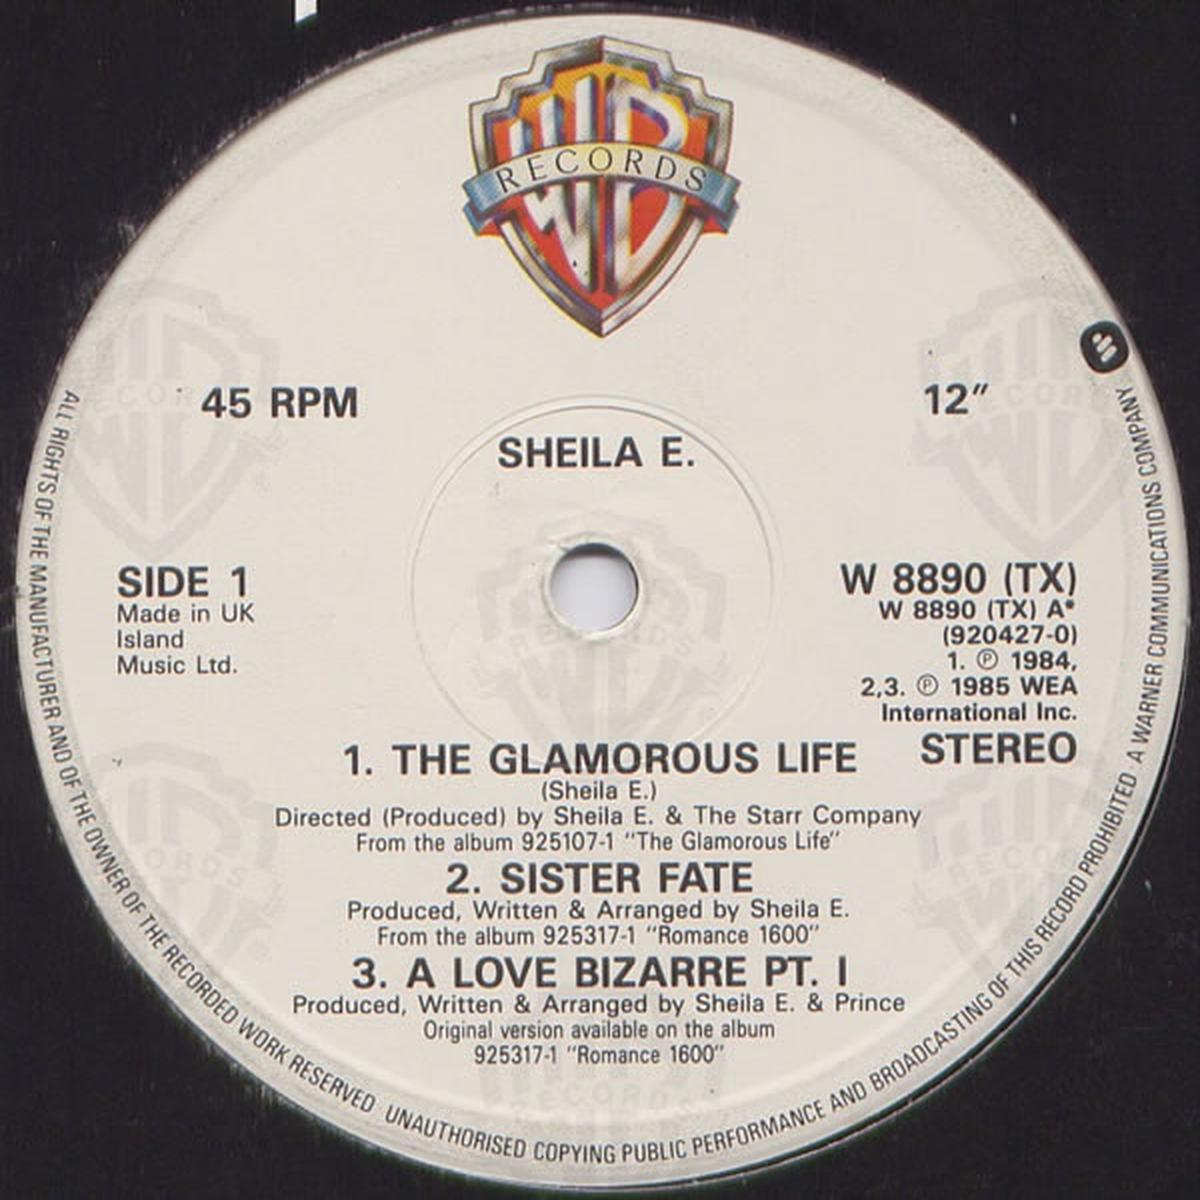 RECORDS
45 RPM
12"
SHEILA E.
SIDE 1
Made in UK
Island
Music Ltd.
W 8890 (TX)
W 8890 (TX) A*
(920427-0)
1. ℗ 1984,
2,3. ℗ 1985 WEA
International Inc.
STEREO
1. THE GLAMOROUS LIFE
(Sheila E.)
Directed (Produced) by Sheila E. & The Starr Company
From the album 925107-1 "The Glamorous Life"
2. SISTER FATE
Produced, Written & Arranged by Sheila E.
From the album 925317-1 "Romance 1600"
3. A LOVE BIZARRE PT. I
Produced, Written & Arranged by Sheila E. & Prince
Original version available on the album
925317-1 "Romance 1600"
ALL RIGHTS OF THE MANUFACTURER AND OF THE OWNER OF THE RECORDED WORK RESERVED UNAUTHORISED COPYING PUBLIC PERFORMANCE AND BROADCASTING OF THIS RECORD PROHIBITED A WARNER COMMUNICATIONS COMPANY